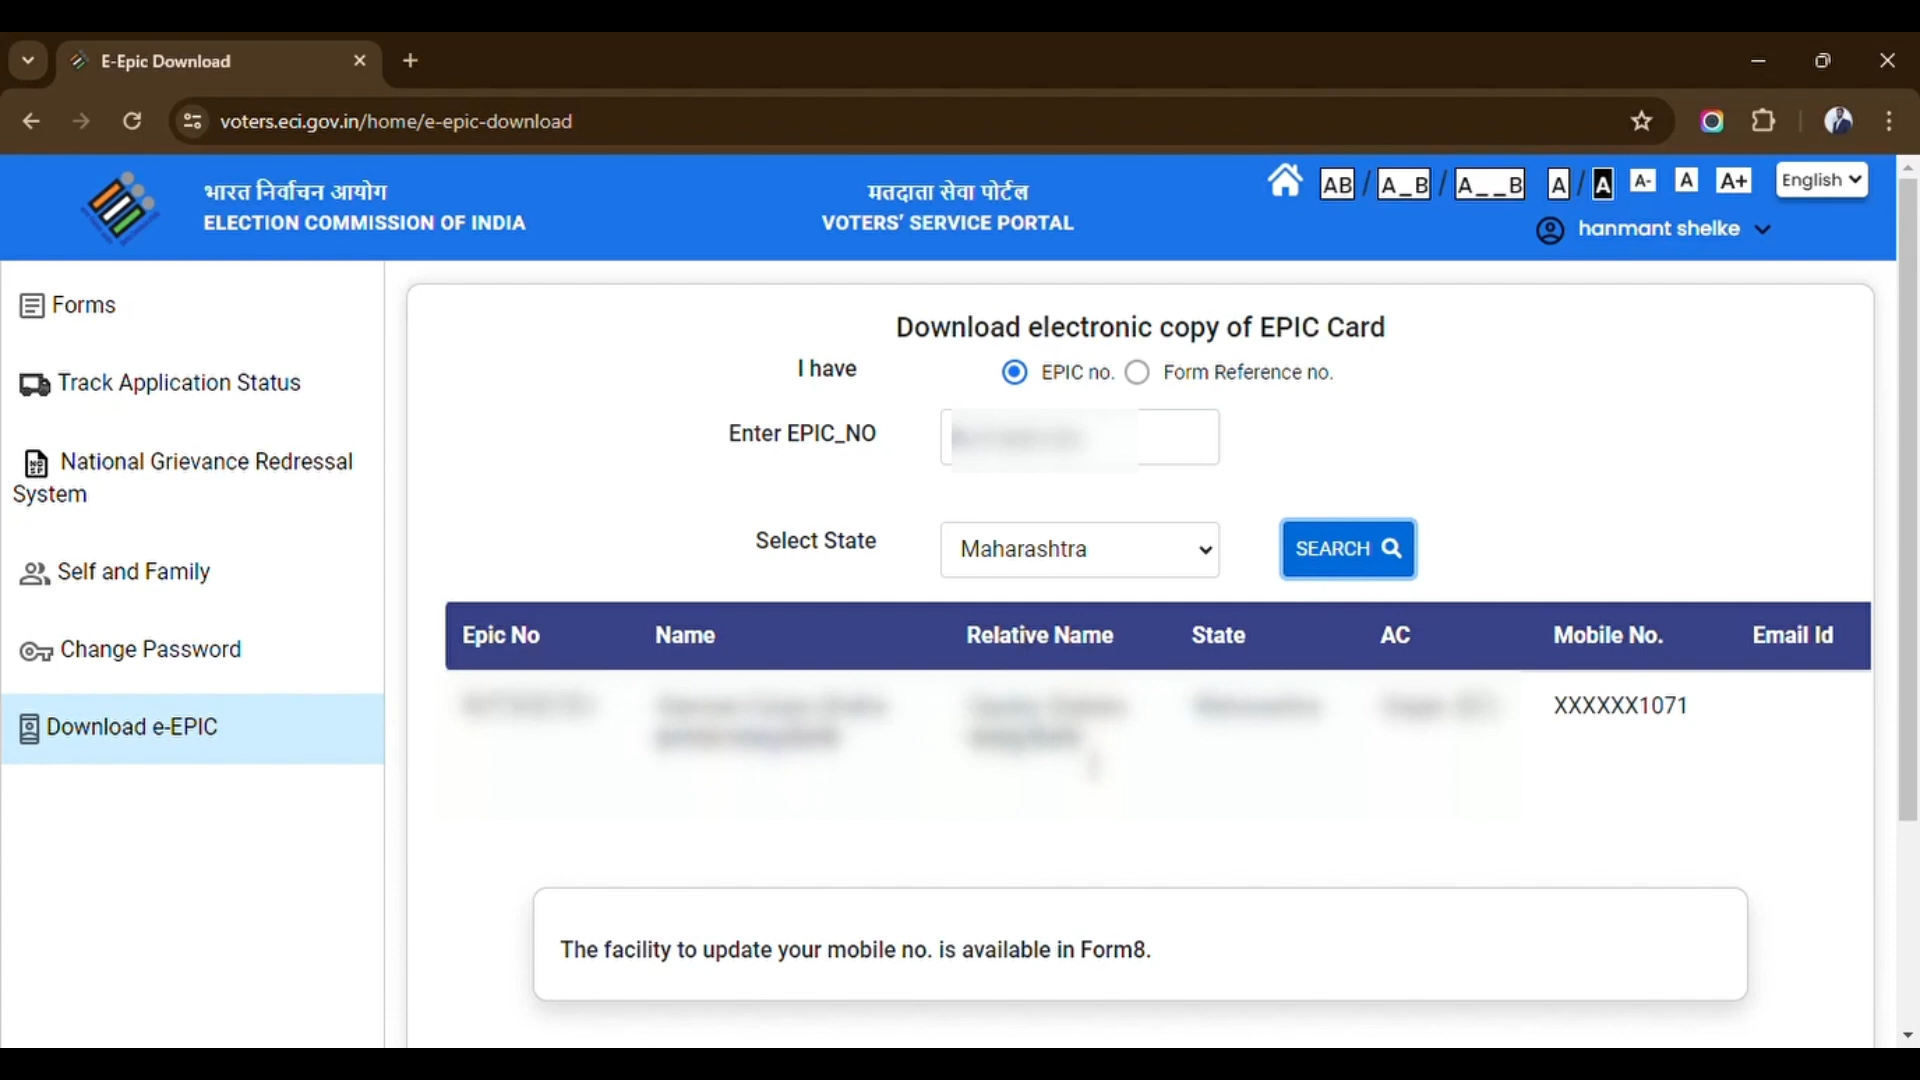 E-Epic Download
voters.eci.gov.in/home/e-epic-download
भारत निर्वाचन आयोग
ELECTION COMMISSION OF INDIA
मतदाता सेवा पोर्टल
VOTERS' SERVICE PORTAL
AB / A_B / A__B A / A A- A A+ English
hanmant shelke
Forms
Track Application Status
National Grievance Redressal
System
Self and Family
Change Password
Download e-EPIC
Download electronic copy of EPIC Card
I have EPIC no. Form Reference no.
Enter EPIC_NO
Select State Maharashtra SEARCH
Epic No Name Relative Name State AC Mobile No. Email Id
XXXXXX1071
The facility to update your mobile no. is available in Form8.